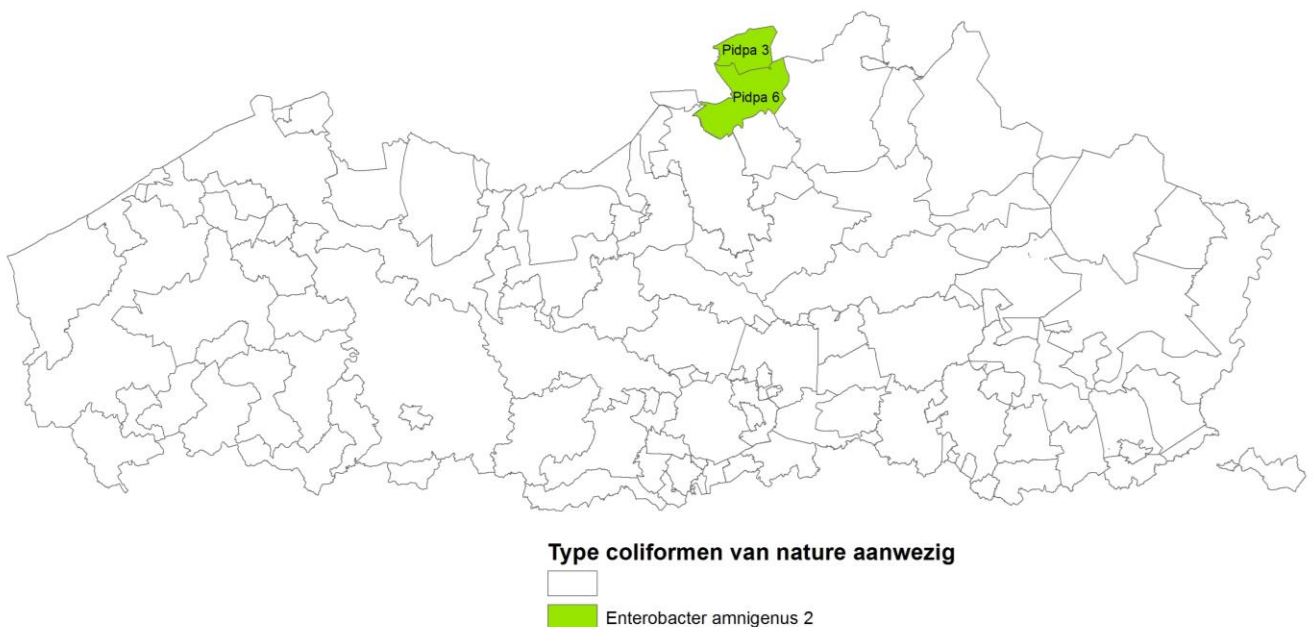 Pidpa 3
Pidpa 6
Type coliformen van nature aanwezig
Enterobacter amnigenus 2